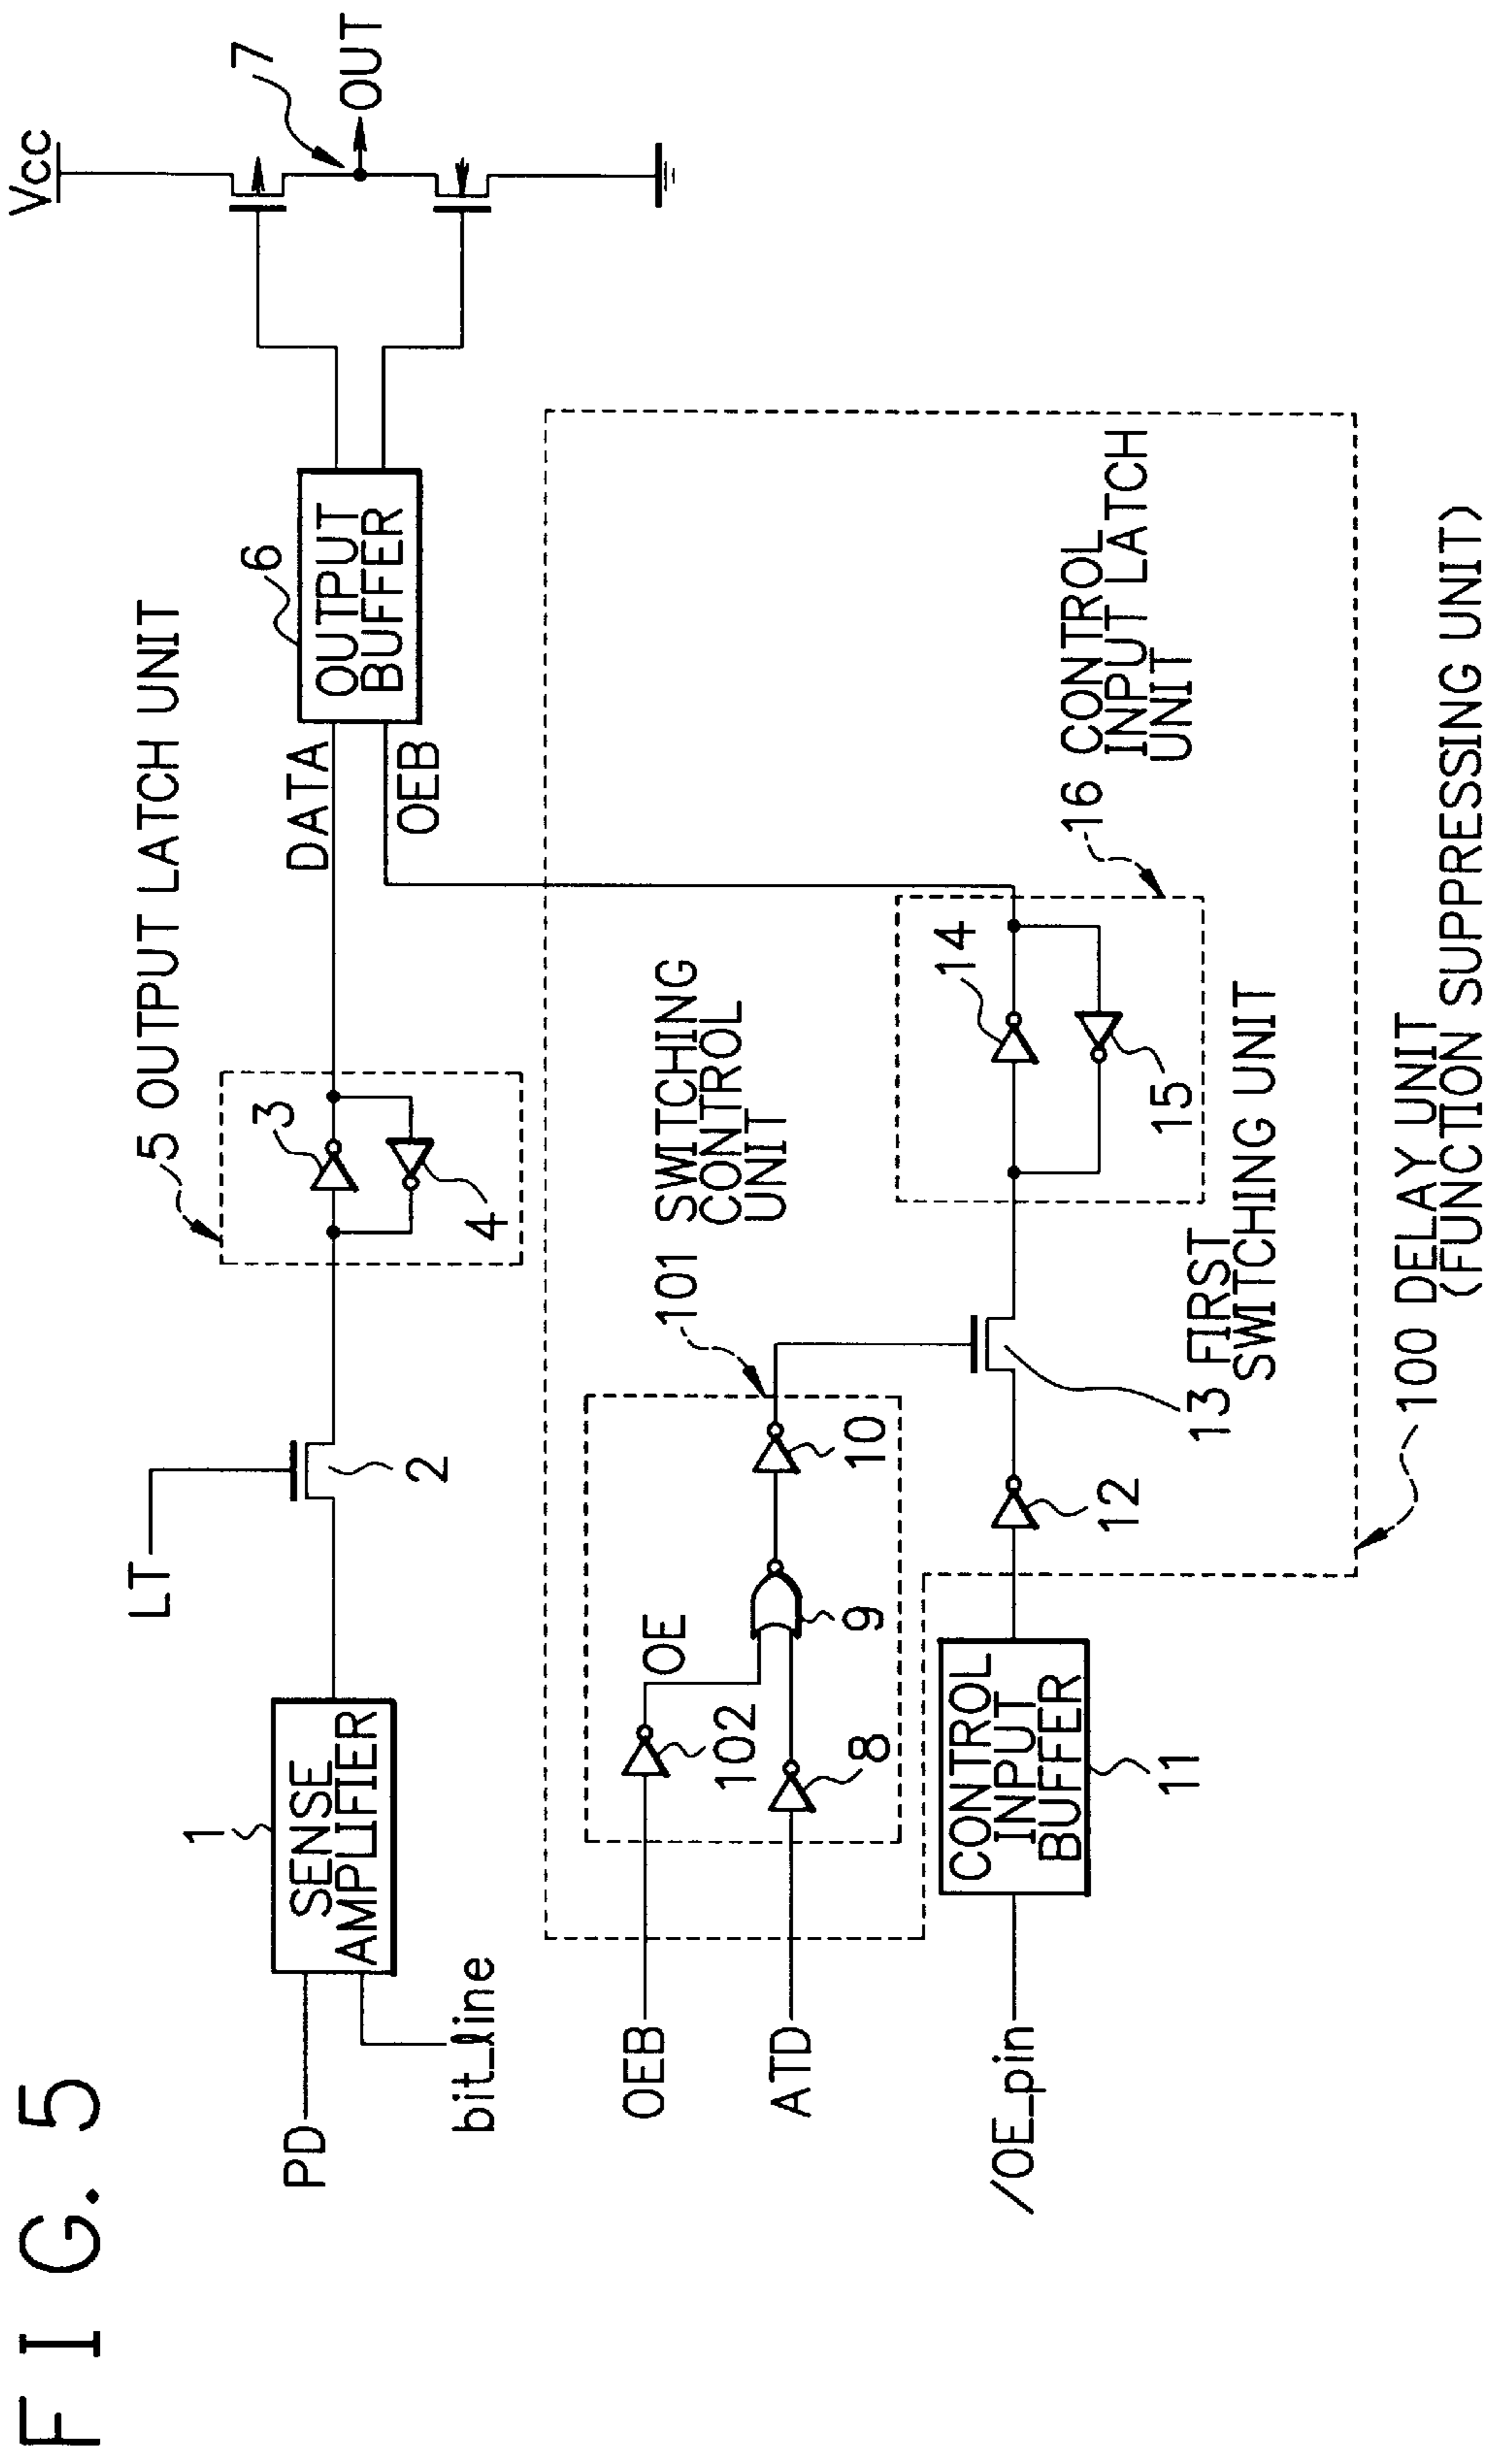 FIG. 5
Vcc
7
OUT
5 OUTPUT LATCH UNIT
6
OUTPUT
BUFFER
DATA
OEB
3
4
LT
2
1
SENSE
AMPLIFIER
PD
bit_line
101 SWITCHING
CONTROL
UNIT
OEB
OE
102
ATD
8
9
10
16 CONTROL
INPUT LATCH
UNIT
14
15
13 FIRST
SWITCHING UNIT
12
CONTROL
INPUT
BUFFER
11
/OE_pin
100 DELAY UNIT
(FUNCTION SUPPRESSING UNIT)